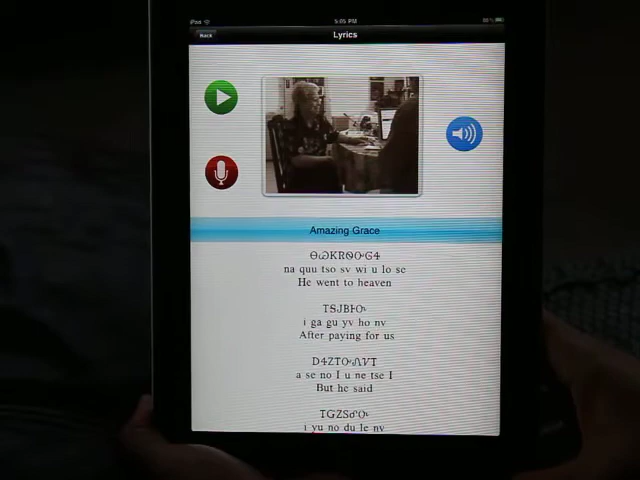 iPad
5:05 PM
Back
Lyrics
Amazing Grace
na quu tso sv wi u lo se
He went to heaven
TSJBHOr
i ga gu yv ho nv
After paying for us
a se no I u ne tse I
But he said
i yu no du le nv